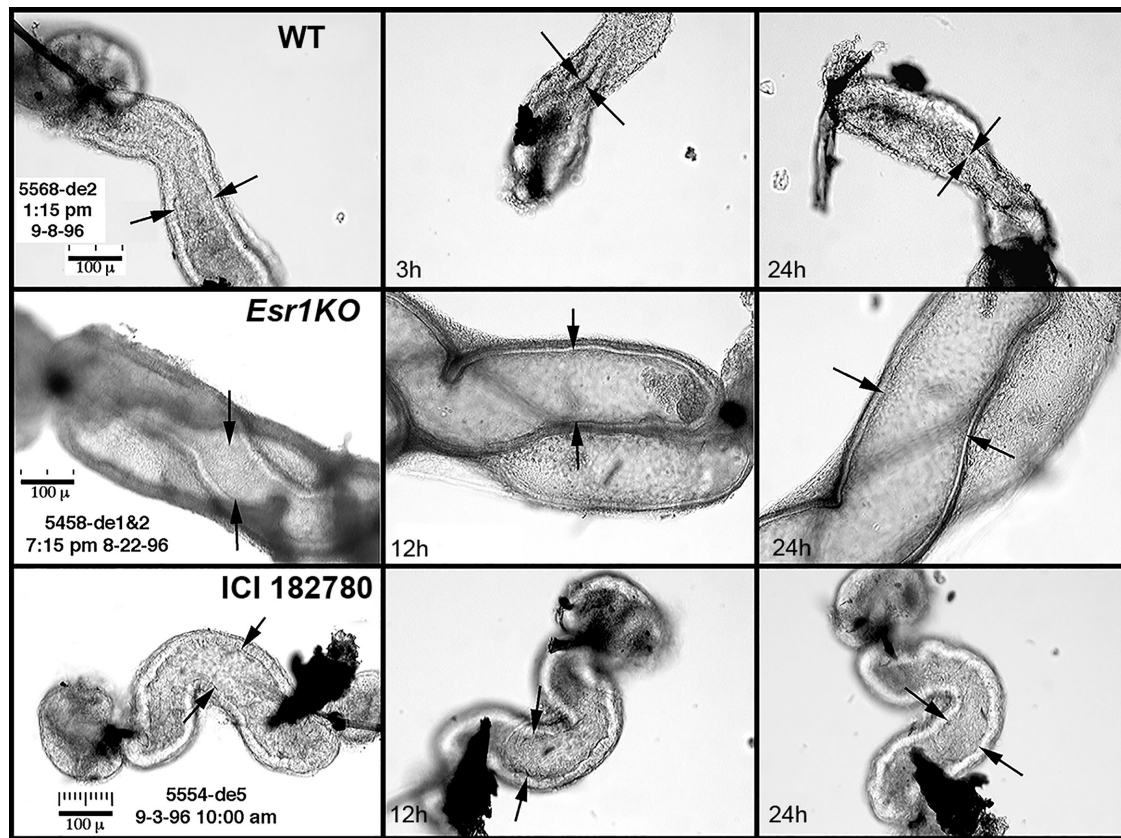 WT
5568-de2
1:15 pm
9-8-96
100 μ
3h
24h
Esr1KO
100 μ
5458-de1&2
7:15 pm 8-22-96
12h
24h
ICI 182780
5554-de5
9-3-96 10:00 am
100 μ
12h
24h